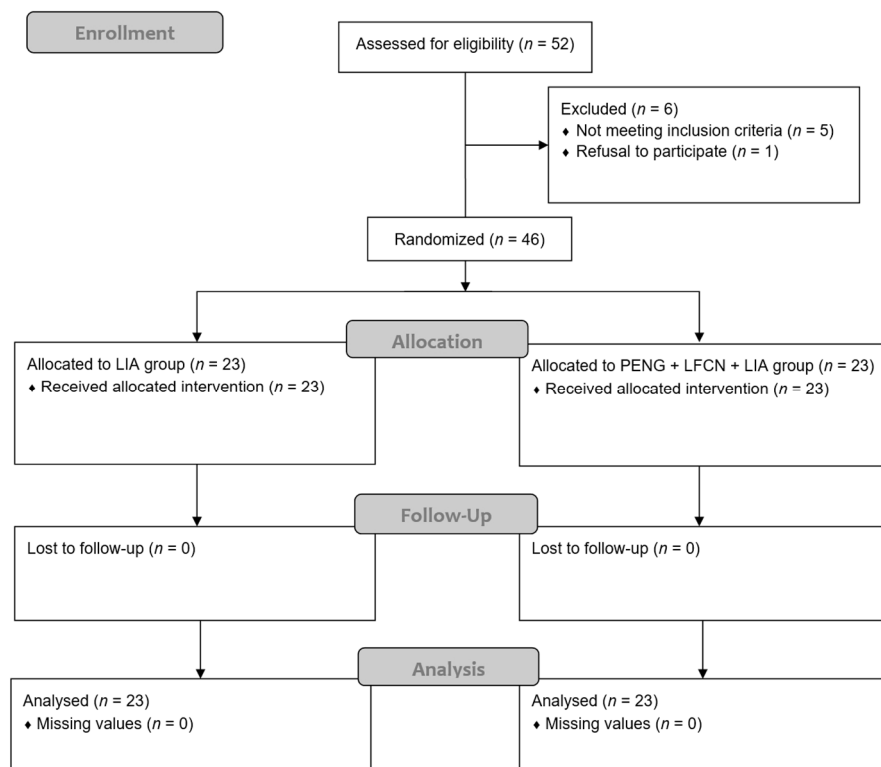 Enrollment
Assessed for eligibility (n = 52)
Excluded (n = 6)
♦ Not meeting inclusion criteria (n = 5)
♦ Refusal to participate (n = 1)
Randomized (n = 46)
Allocation
Allocated to LIA group (n = 23)
♦ Received allocated intervention (n = 23)
Allocated to PENG + LFCN + LIA group (n = 23)
♦ Received allocated intervention (n = 23)
Follow-Up
Lost to follow-up (n = 0)
Lost to follow-up (n = 0)
Analysis
Analysed (n = 23)
♦ Missing values (n = 0)
Analysed (n = 23)
♦ Missing values (n = 0)